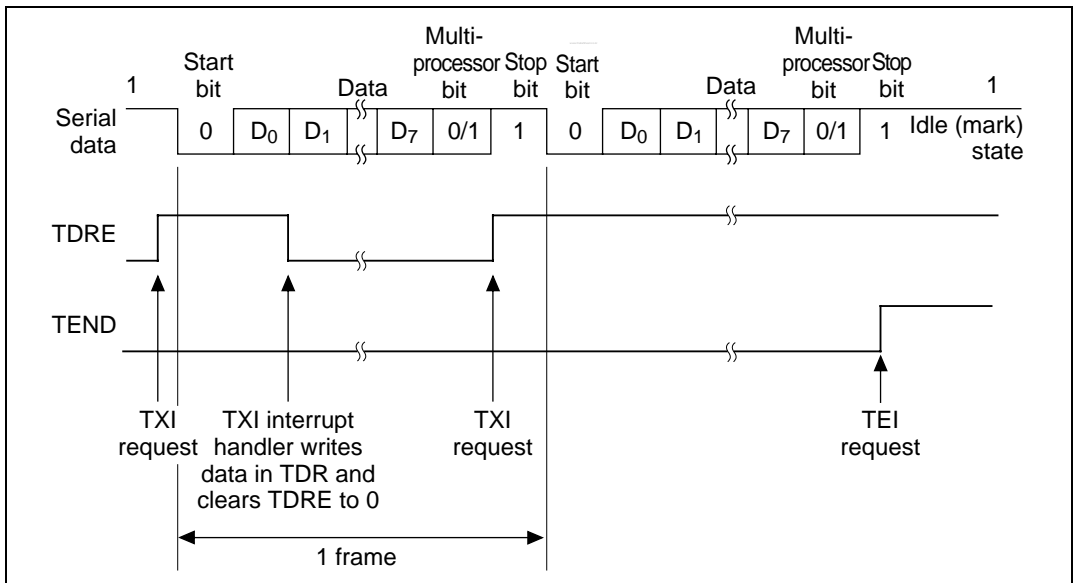 Multi- Multi-
Start processor Stop Start processor Stop
1 bit Data bit bit bit Data bit bit 1
Serial data 0 D0 D1 D7 0/1 1 0 D0 D1 D7 0/1 1 Idle (mark) state
TDRE
TEND
TXI request
TXI interrupt handler writes data in TDR and clears TDRE to 0
TXI request
TEI request
1 frame